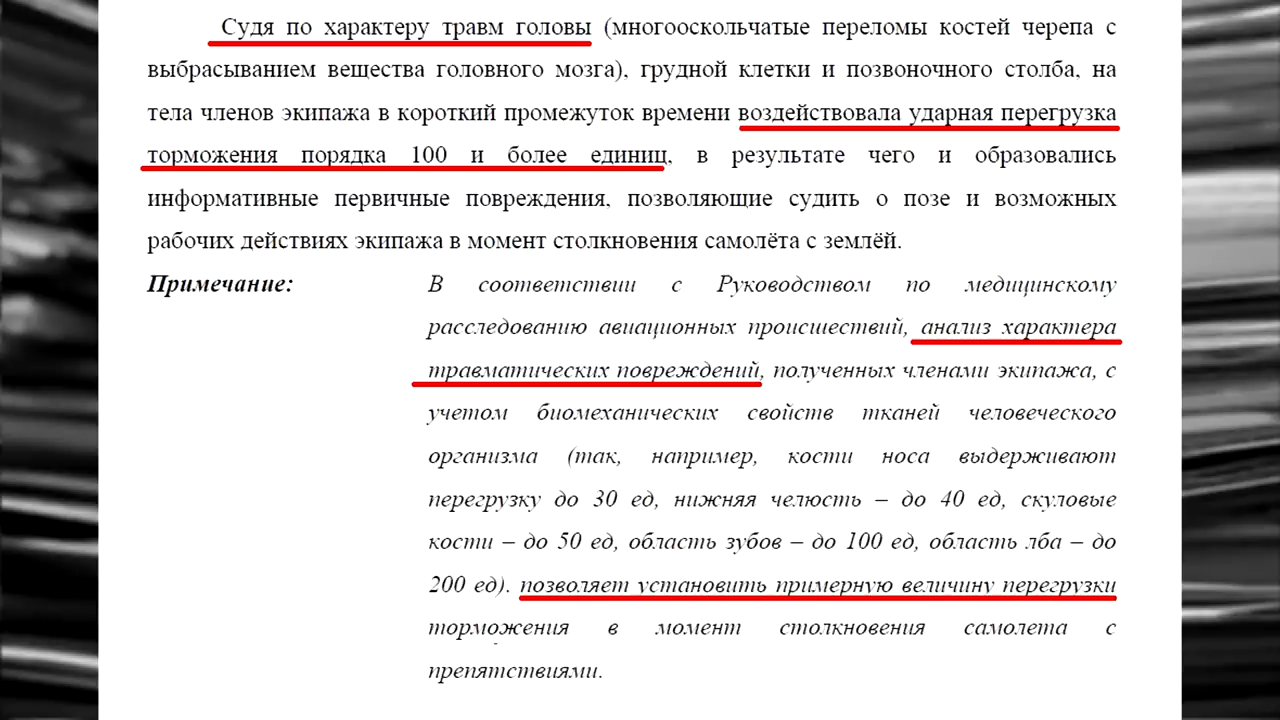 Судя по характеру травм головы (многооскольчатые переломы костей черепа с
выбрасыванием вещества головного мозга), грудной клетки и позвоночного столба, на
тела членов экипажа в короткий промежуток времени воздействовала ударная перегрузка
торможения порядка 100 и более единиц, в результате чего и образовались
информативные первичные повреждения, позволяющие судить о позе и возможных
рабочих действиях экипажа в момент столкновения самолёта с землёй.
Примечание: В соответствии с Руководством по медицинскому
расследованию авиационных происшествий, анализ характера
травматических повреждений, полученных членами экипажа, с
учетом биомеханических свойств тканей человеческого
организма (так, например, кости носа выдерживают
перегрузку до 30 ед, нижняя челюсть – до 40 ед, скуловые
кости – до 50 ед, область зубов – до 100 ед, область лба – до
200 ед). позволяет установить примерную величину перегрузки
торможения в момент столкновения самолета с
препятствиями.